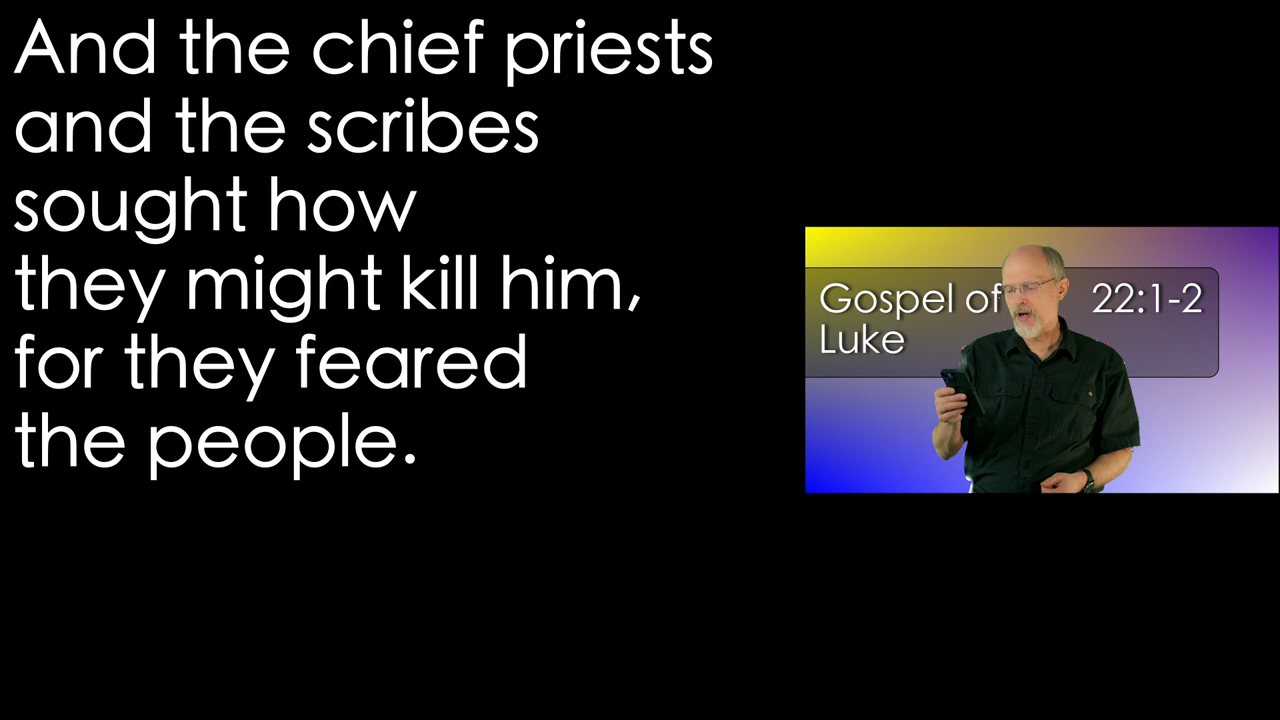 And the chief priests
and the scribes
sought how
they might kill him,
for they feared
the people.
Gospel of 22:1-2
Luke